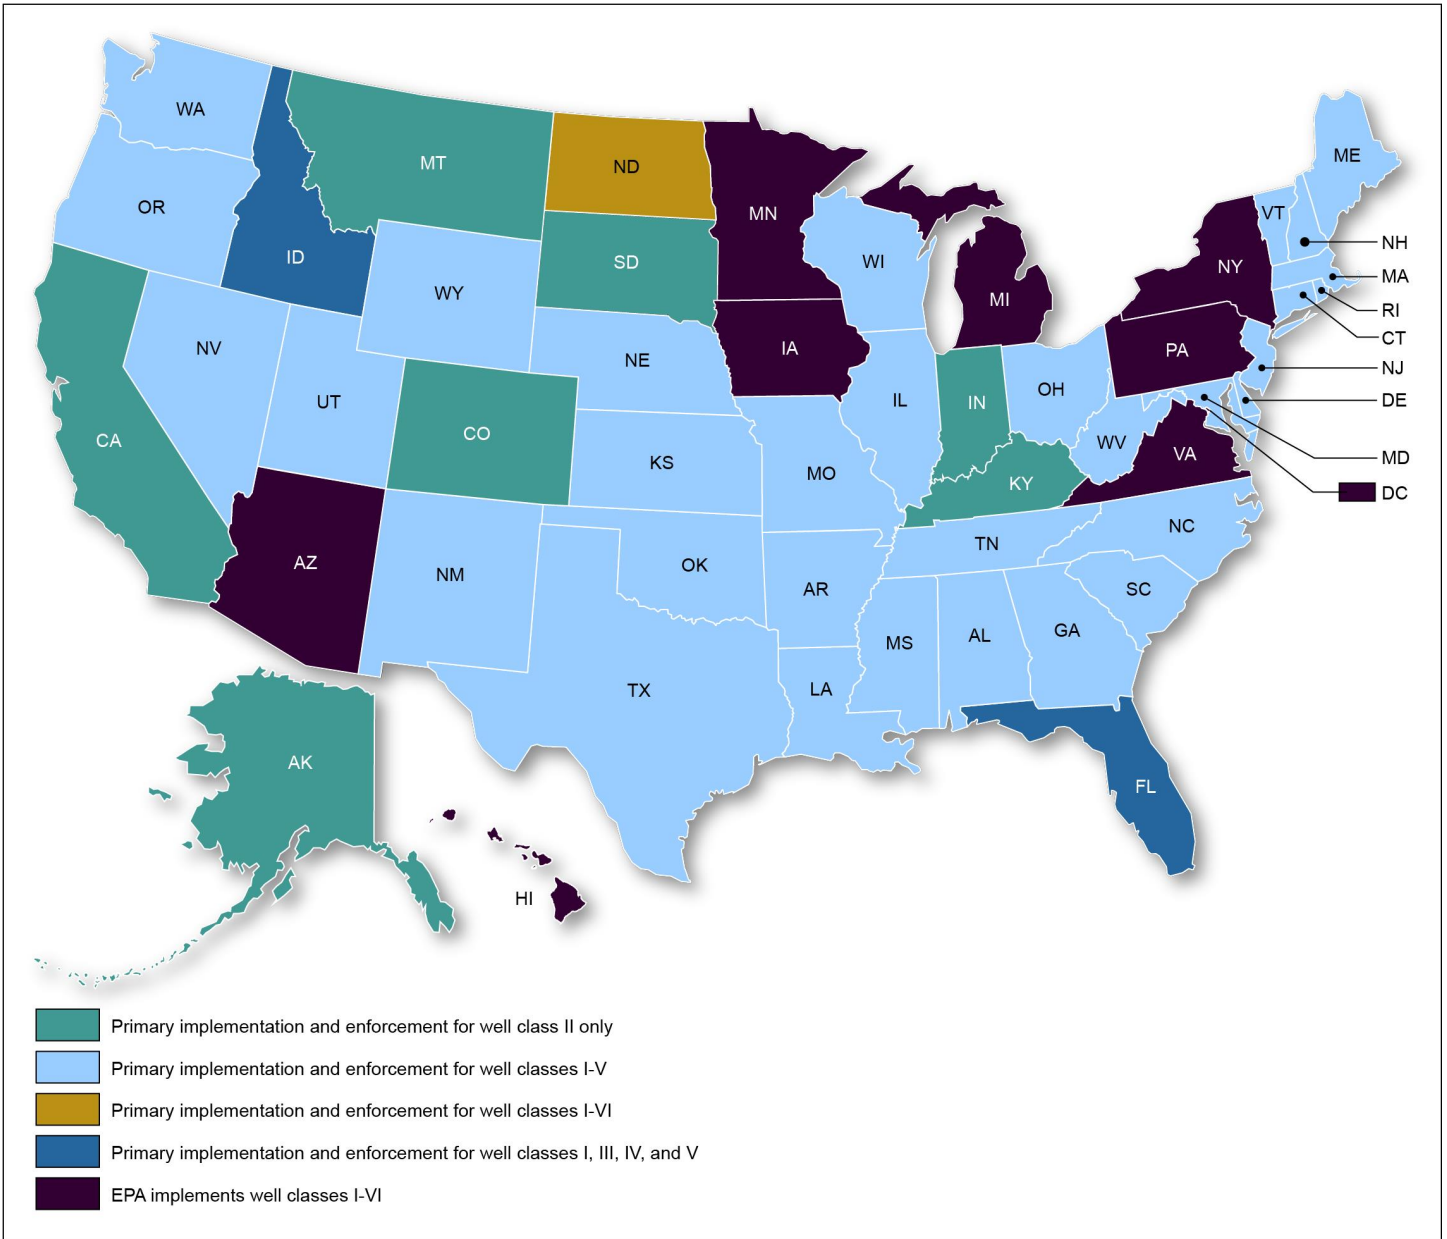 WA
MT
ND
ME
OR
MN
VT
NH
ID
SD
WI
NY
MA
WY
MI
RI
NV
NE
IA
PA
CT
UT
IL
IN
OH
NJ
CA
CO
DE
KS
MO
WV
VA
MD
KY
DC
AZ
NM
OK
TN
NC
AR
SC
MS
AL
GA
TX
LA
AK
FL
HI
Primary implementation and enforcement for well class II only
Primary implementation and enforcement for well classes I-V
Primary implementation and enforcement for well classes I-VI
Primary implementation and enforcement for well classes I, III, IV, and V
EPA implements well classes I-VI